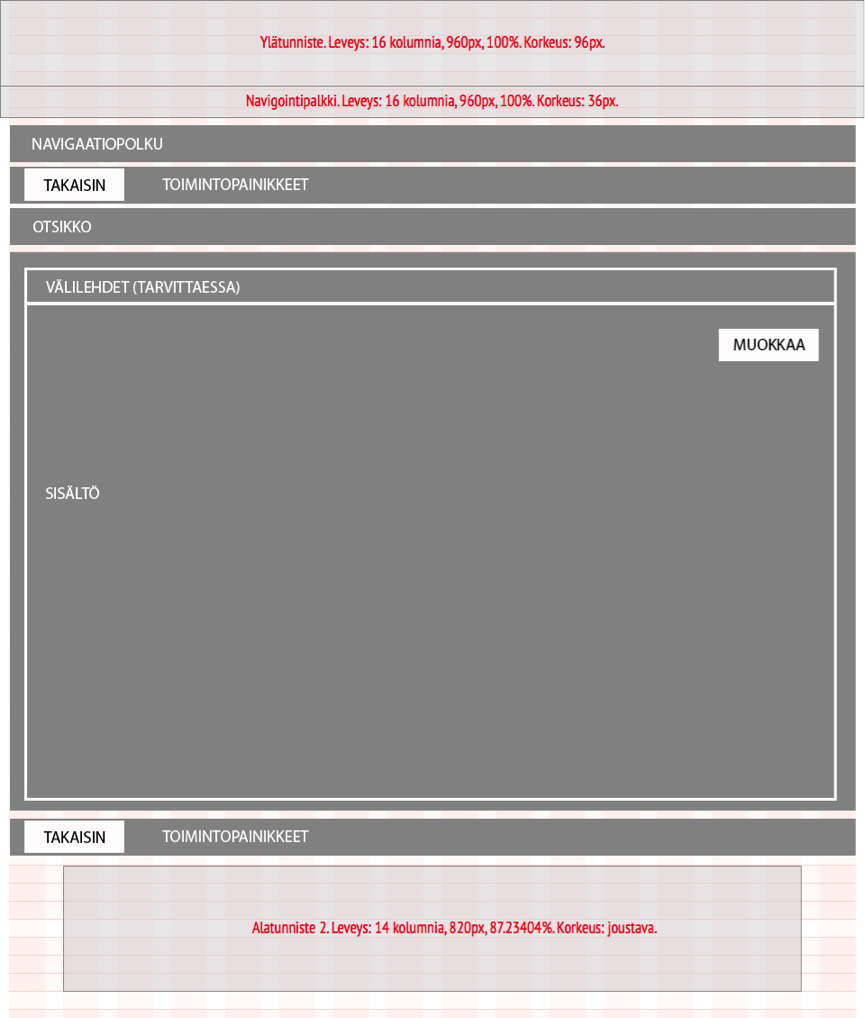 Ylätunniste. Leveys: 16 kolumnia, 960px, 100%. Korkeus: 96px.
Navigointipalkki. Leveys: 16 kolumnia, 960px, 100%. Korkeus: 36px.
NAVIGAATIOPOLKU
TAKAISIN TOIMINTOPAINIKKEET
OTSIKKO
VÄLILEHDET (TARVITTAESSA)
MUOKKAA
SISÄLTÖ
TAKAISIN TOIMINTOPAINIKKEET
Alatunniste 2. Leveys: 14 kolumnia, 820px, 87.23404%. Korkeus: joustava.